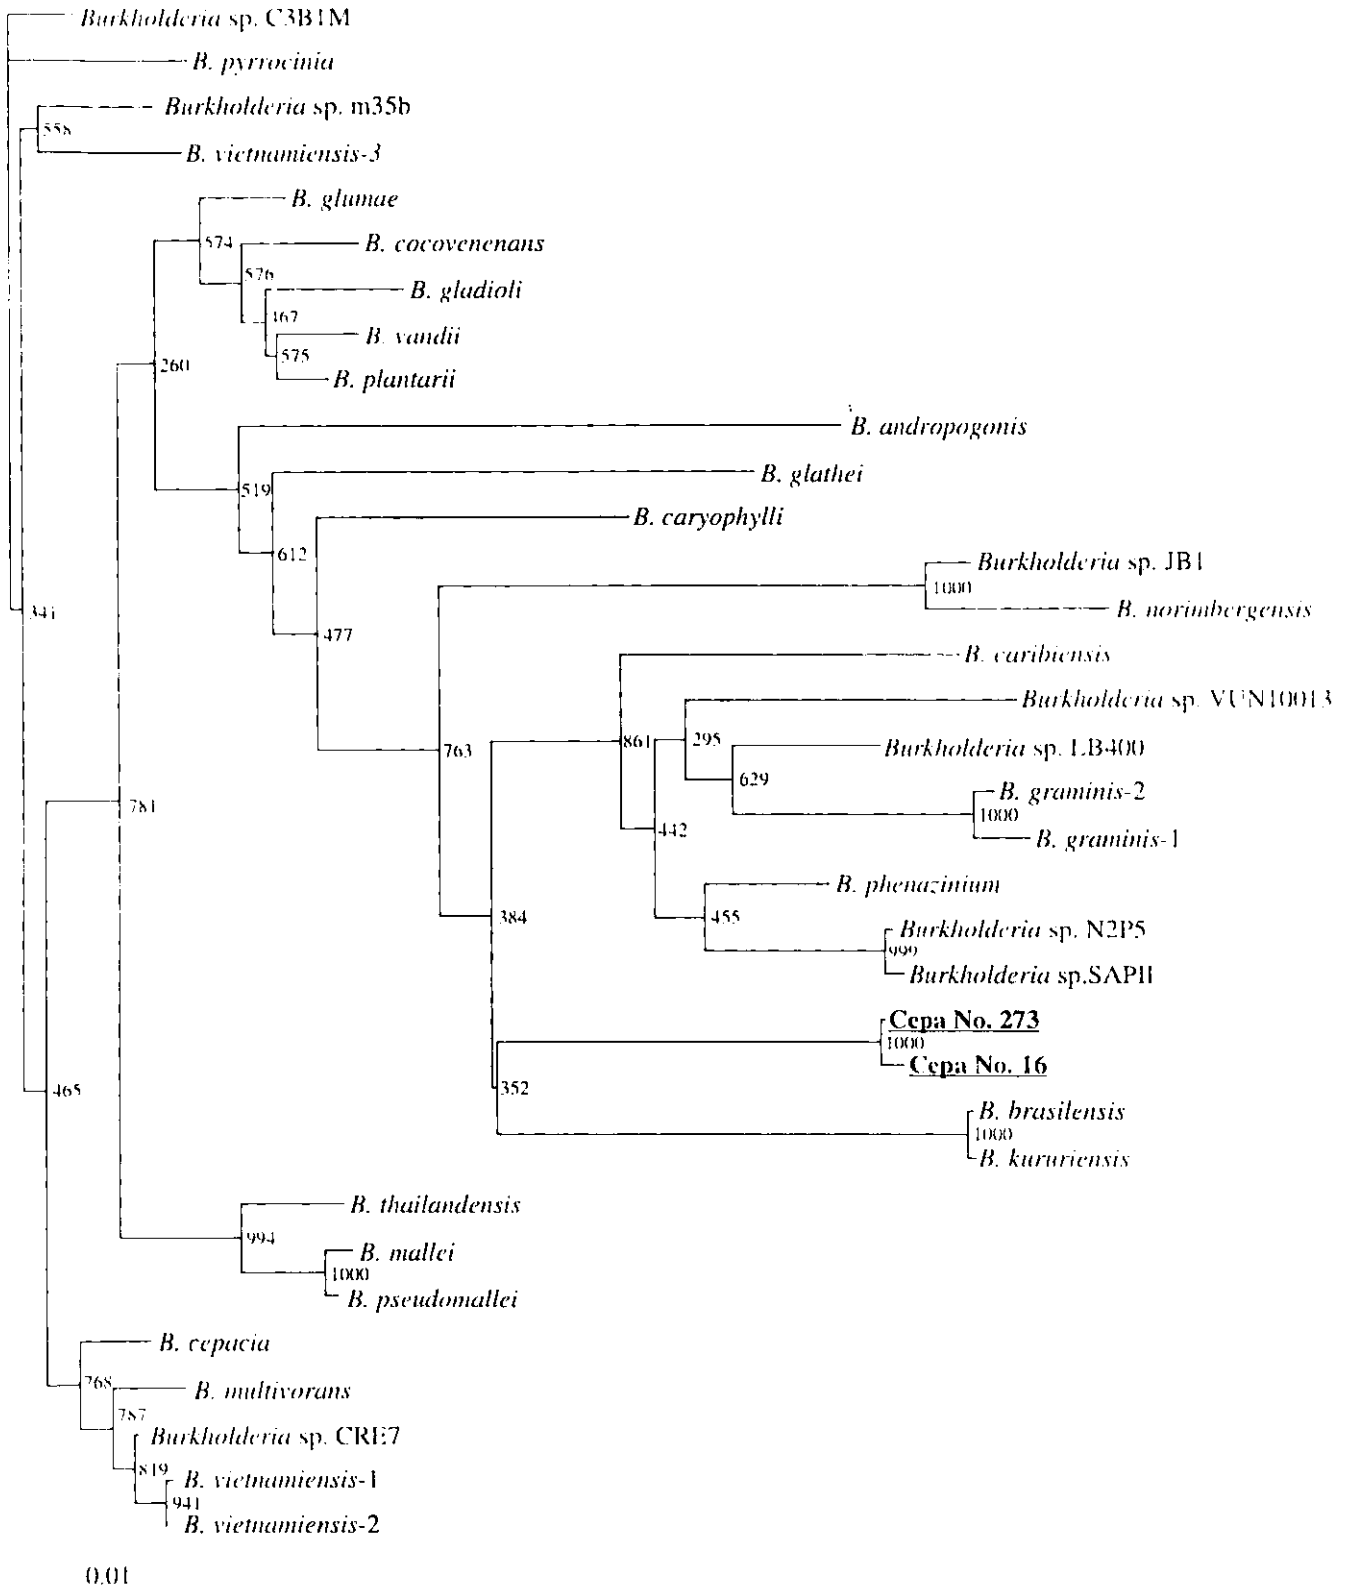 Burkholderia sp. C3B1M
B. pyrrocinia
Burkholderia sp. m35b
558
B. vietnamiensis-3
B. glumae
574
B. cocovenenans
576
B. gladioli
467
B. vandii
575
B. plantarii
260
B. andropogonis
B. glathei
519
B. caryophylli
612
Burkholderia sp. JB1
1000
B. norimbergensis
341
477
B. caribiensis
Burkholderia sp. VUN10013
861
295
763
Burkholderia sp. LB400
629
B. graminis-2
781
1000
442
B. graminis-1
B. phenazinium
384
455
Burkholderia sp. N2P5
999
Burkholderia sp.SAPII
Cepa No. 273
1000
Cepa No. 16
352
465
B. brasilensis
1000
B. kururiensis
B. thailandensis
994
B. mallei
1000
B. pseudomallei
B. cepacia
768
B. multivorans
787
Burkholderia sp. CRE7
819
B. vietnamiensis-1
941
B. vietnamiensis-2
0.01